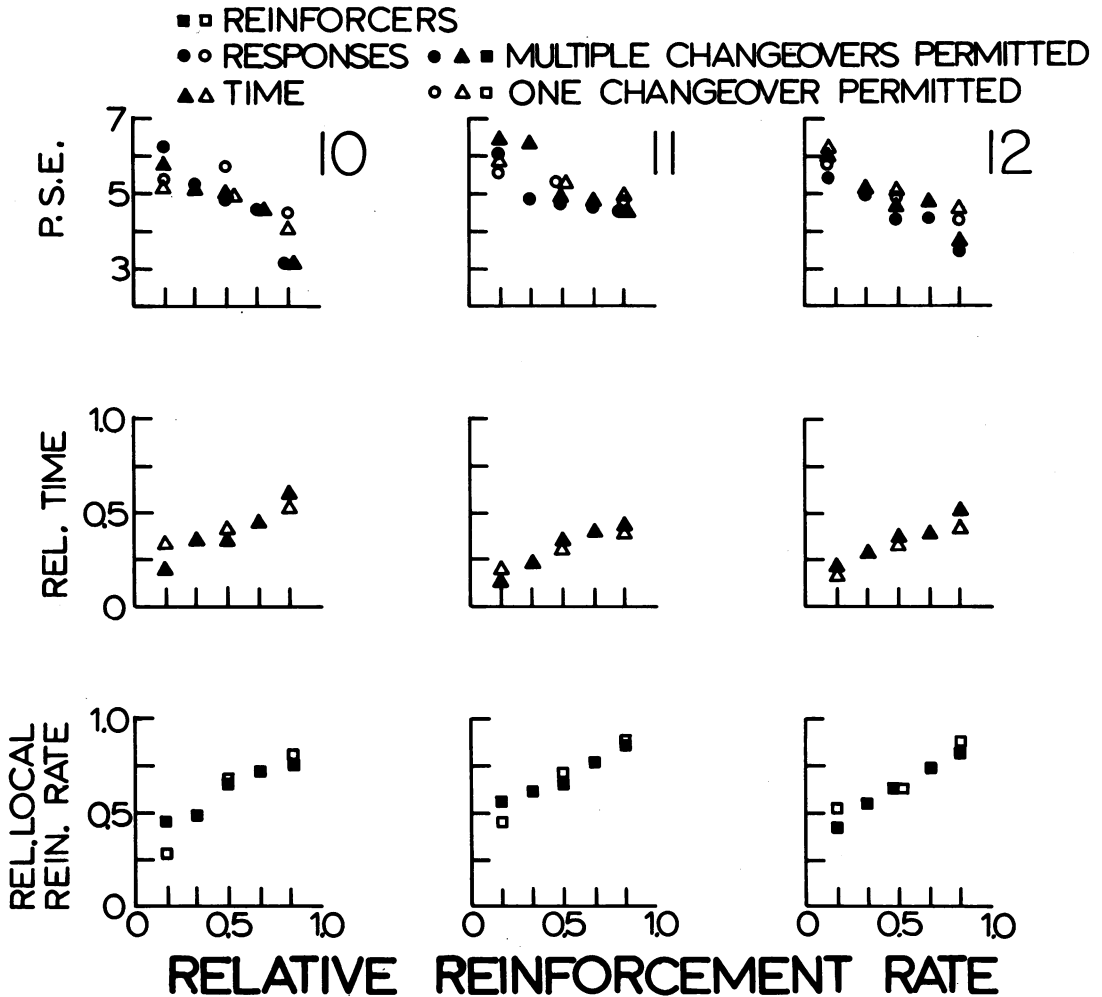 REINFORCERS
RESPONSES MULTIPLE CHANGEOVERS PERMITTED
TIME ONE CHANGEOVER PERMITTED
7
5
3
P.S.E.
10
11
12
1.0
0.5
0
REL. TIME
1.0
0.5
0
REL. LOCAL
REIN. RATE
0 0.5 1.0 0 0.5 1.0 0 0.5 1.0
RELATIVE REINFORCEMENT RATE